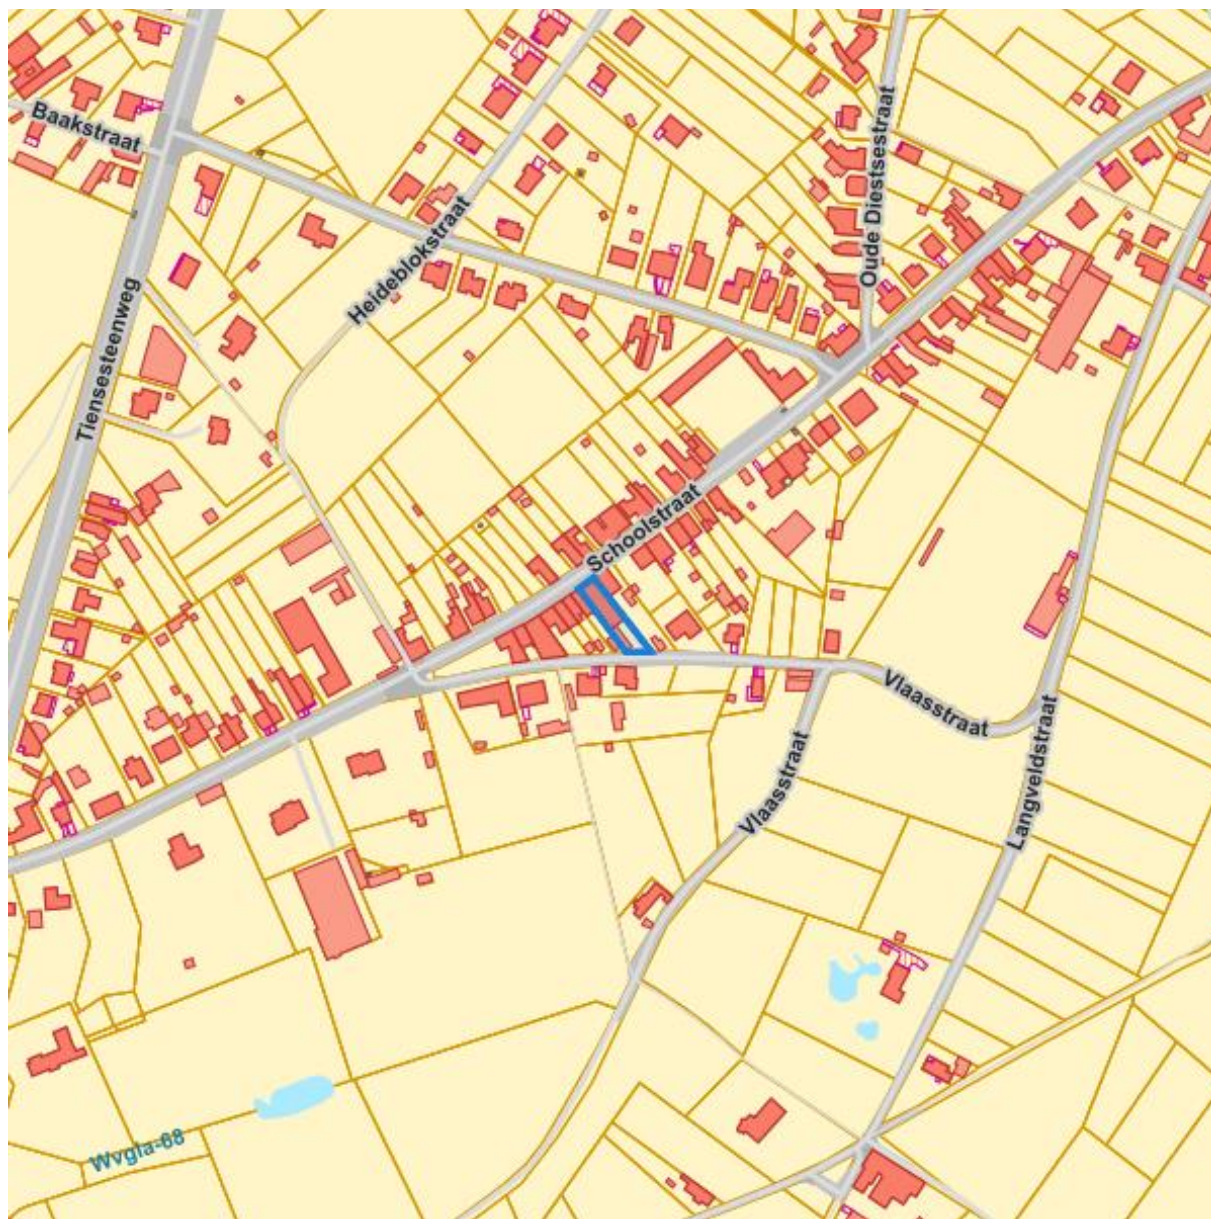 Baakstraat
Oude Diestsestraat
Heideblokstraat
Tiensesteenweg
Schoolstraat
Vlaasstraat
Vlaasstraat
Langveldstraat
Wvgla-68